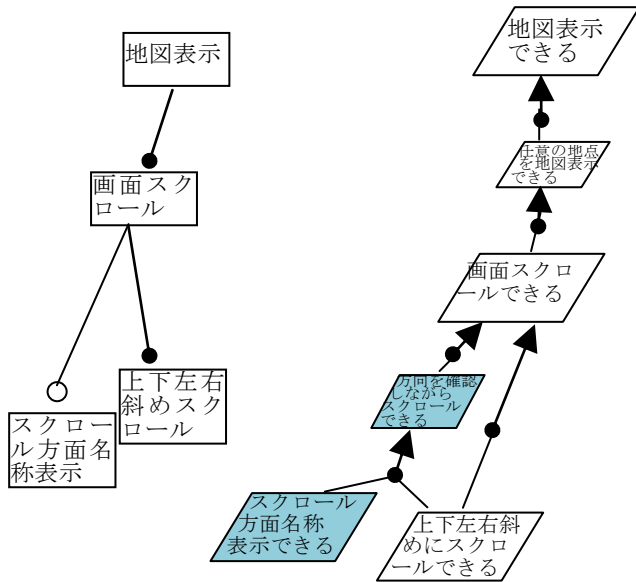 地図表示
画面スク
ロール
上下左右
斜めスク
ロール
スクロー
ル方面名
称表示
地図表示
できる
任意の地点
を地図表示
できる
画面スクロ
ールできる
方向を確認
しながら
スクロール
できる
スクロール
方面名称
表示できる
上下左右斜
めにスクロ
ールできる